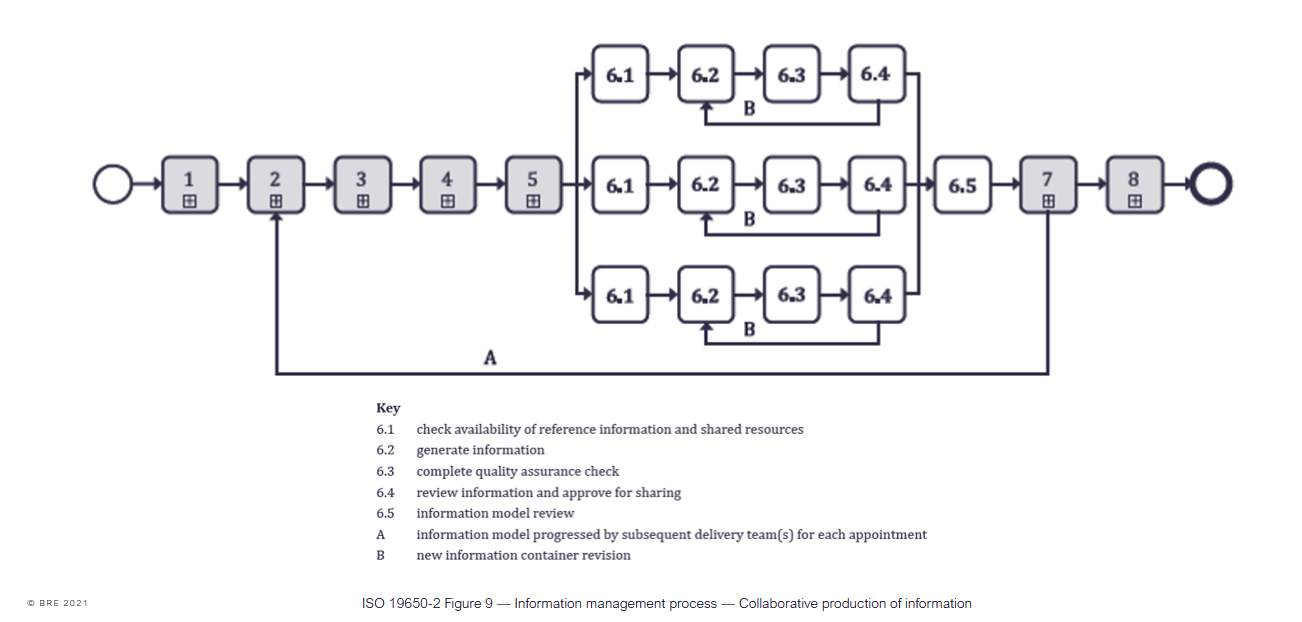 6.1 6.2 6.3 6.4
B
1 2 3 4 5 6.1 6.2 6.3 6.4 6.5 7 8
B
6.1 6.2 6.3 6.4
B
A
Key
6.1 check availability of reference information and shared resources
6.2 generate information
6.3 complete quality assurance check
6.4 review information and approve for sharing
6.5 information model review
A information model progressed by subsequent delivery team(s) for each appointment
B new information container revision
© BRE 2021 ISO 19650-2 Figure 9 — Information management process — Collaborative production of information